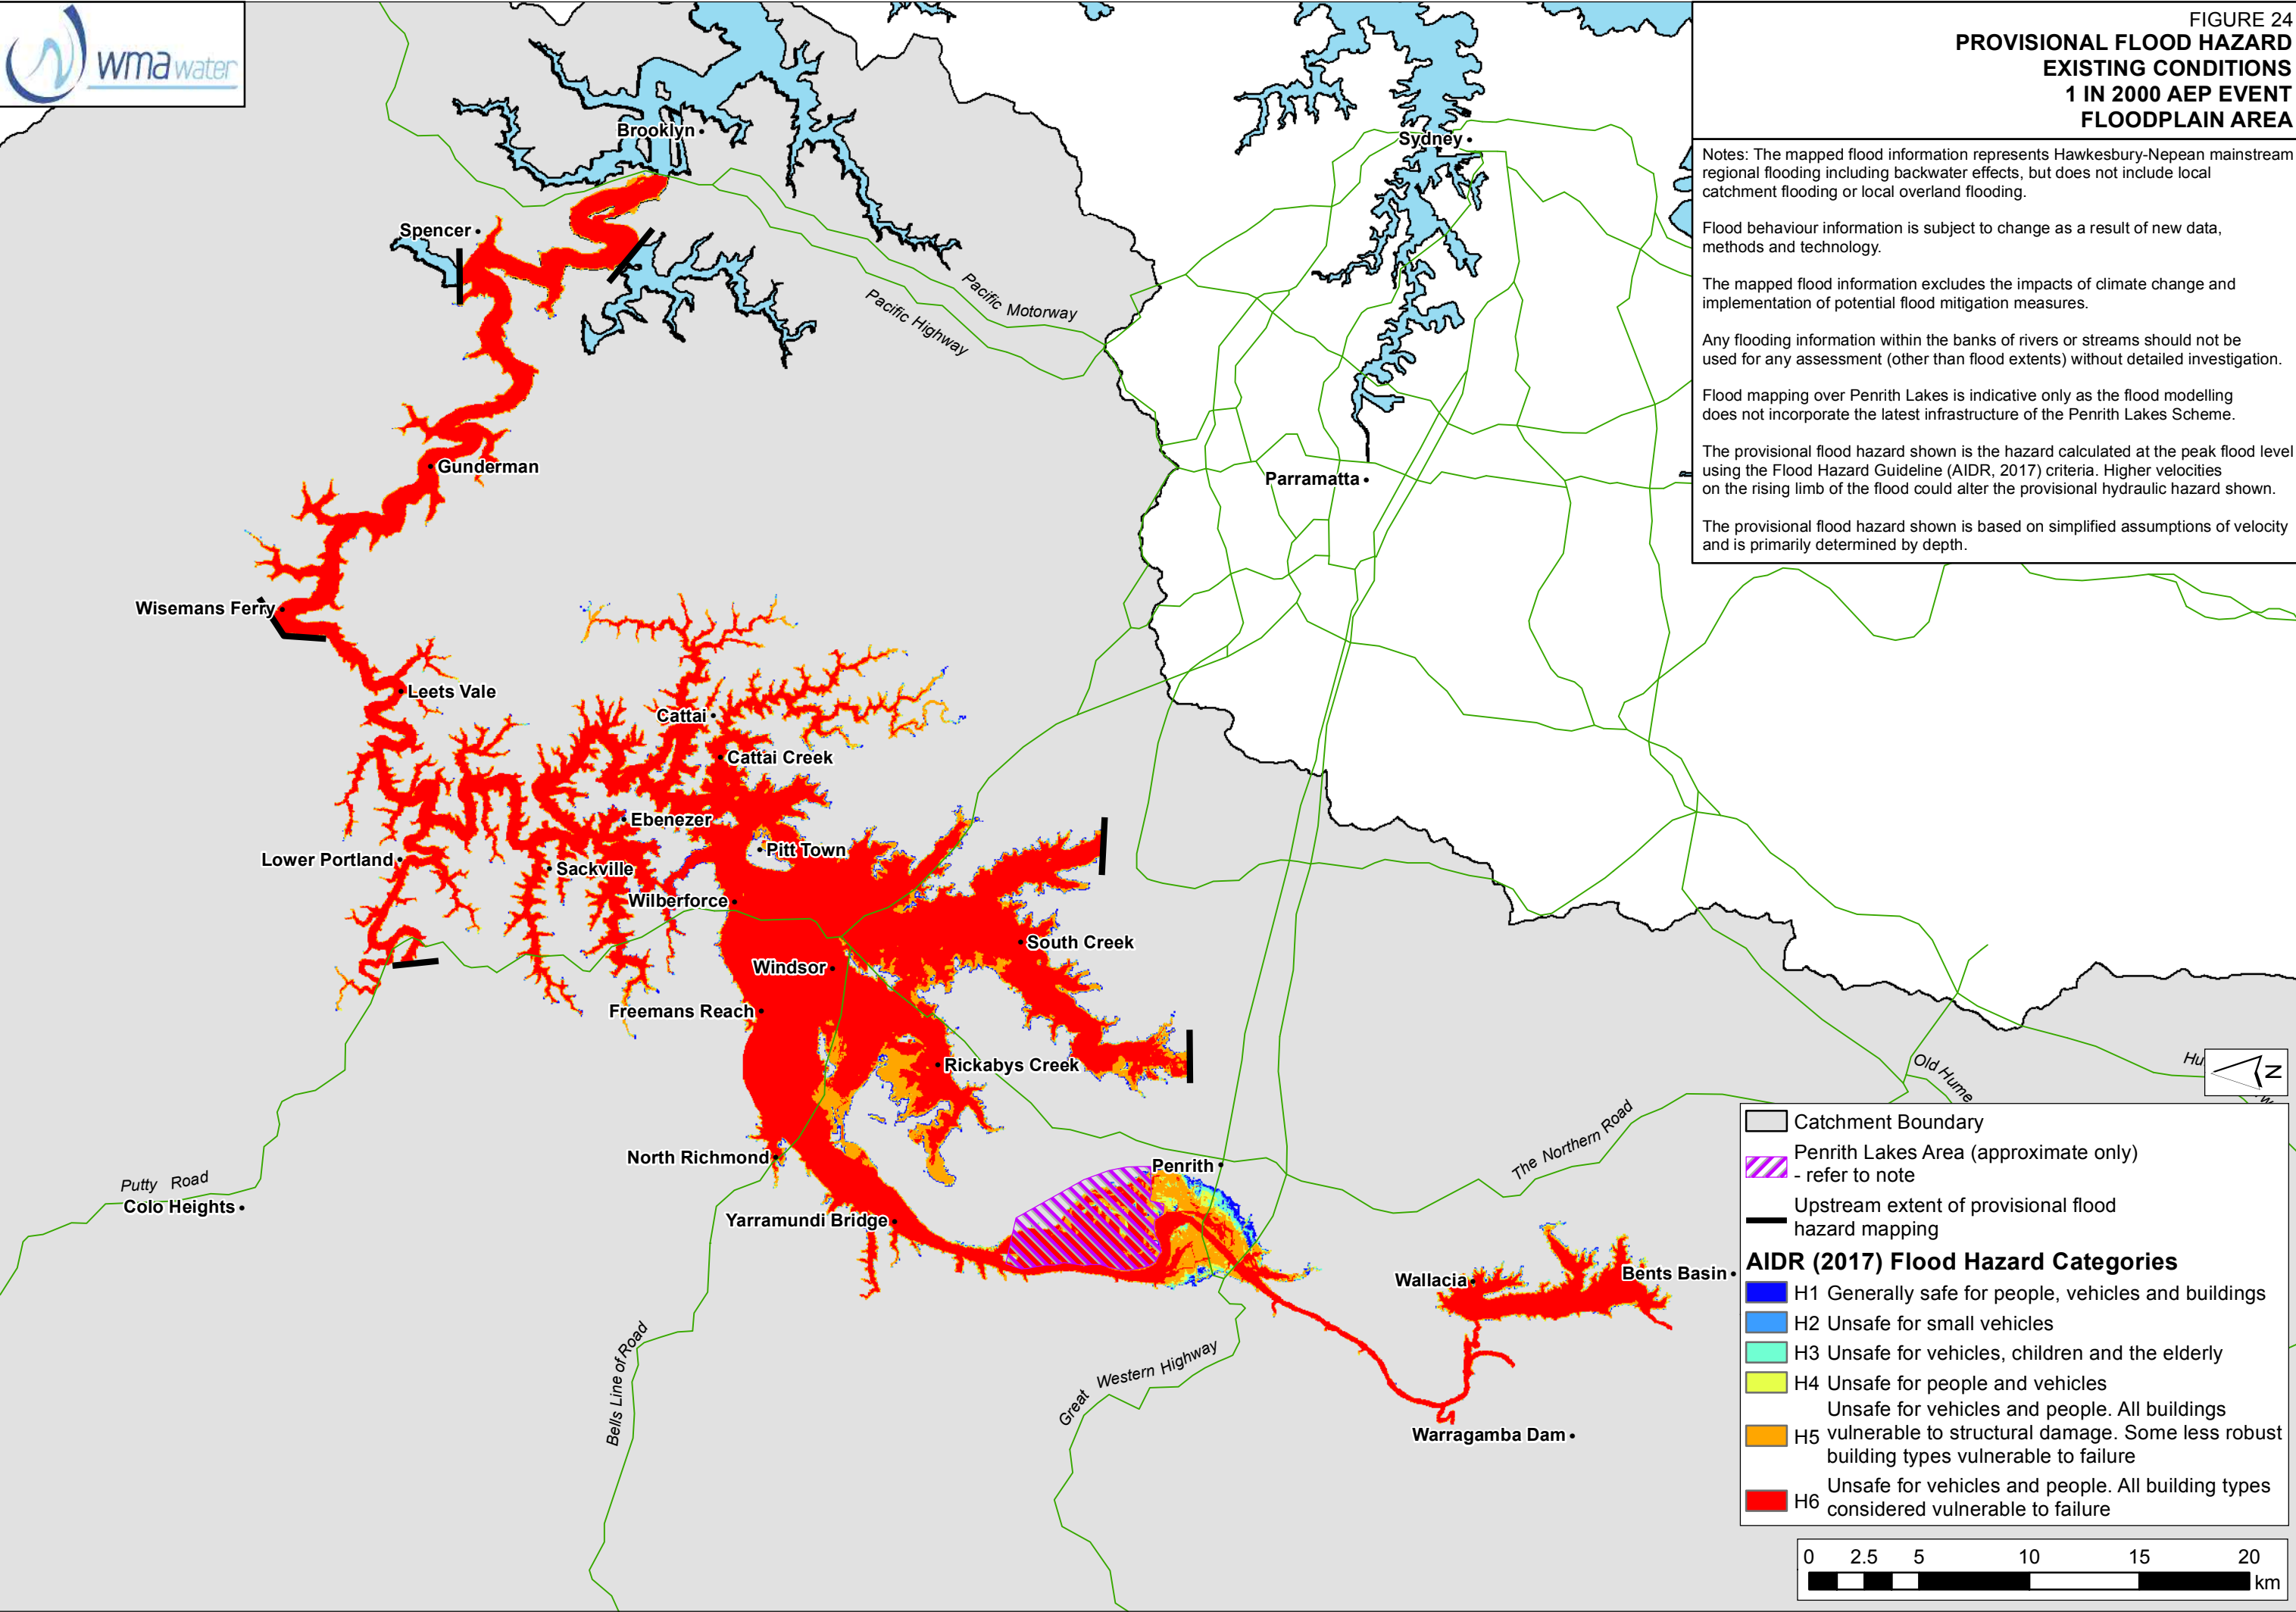 wmawater
FIGURE 24
PROVISIONAL FLOOD HAZARD
EXISTING CONDITIONS
1 IN 2000 AEP EVENT
FLOODPLAIN AREA
Notes: The mapped flood information represents Hawkesbury-Nepean mainstream
regional flooding including backwater effects, but does not include local
catchment flooding or local overland flooding.
Flood behaviour information is subject to change as a result of new data,
methods and technology.
The mapped flood information excludes the impacts of climate change and
implementation of potential flood mitigation measures.
Any flooding information within the banks of rivers or streams should not be
used for any assessment (other than flood extents) without detailed investigation.
Flood mapping over Penrith Lakes is indicative only as the flood modelling
does not incorporate the latest infrastructure of the Penrith Lakes Scheme.
The provisional flood hazard shown is the hazard calculated at the peak flood level
using the Flood Hazard Guideline (AIDR, 2017) criteria. Higher velocities
on the rising limb of the flood could alter the provisional hydraulic hazard shown.
The provisional flood hazard shown is based on simplified assumptions of velocity
and is primarily determined by depth.
Brooklyn
Sydney
Spencer
Pacific Motorway
Pacific Highway
Gunderman
Parramatta
Wisemans Ferry
Leets Vale
Cattai
Cattai Creek
Ebenezer
Pitt Town
Lower Portland
Sackville
Wilberforce
South Creek
Windsor
Freemans Reach
Rickabys Creek
North Richmond
Penrith
The Northern Road
Old Hume
Hu
N
Putty Road
Colo Heights
Yarramundi Bridge
Wallacia
Bents Basin
Bells Line of Road
Great Western Highway
Warragamba Dam
Catchment Boundary
Penrith Lakes Area (approximate only)
- refer to note
Upstream extent of provisional flood
hazard mapping
AIDR (2017) Flood Hazard Categories
H1 Generally safe for people, vehicles and buildings
H2 Unsafe for small vehicles
H3 Unsafe for vehicles, children and the elderly
H4 Unsafe for people and vehicles
Unsafe for vehicles and people. All buildings
H5 vulnerable to structural damage. Some less robust
building types vulnerable to failure
Unsafe for vehicles and people. All building types
H6 considered vulnerable to failure
0 2.5 5 10 15 20
km